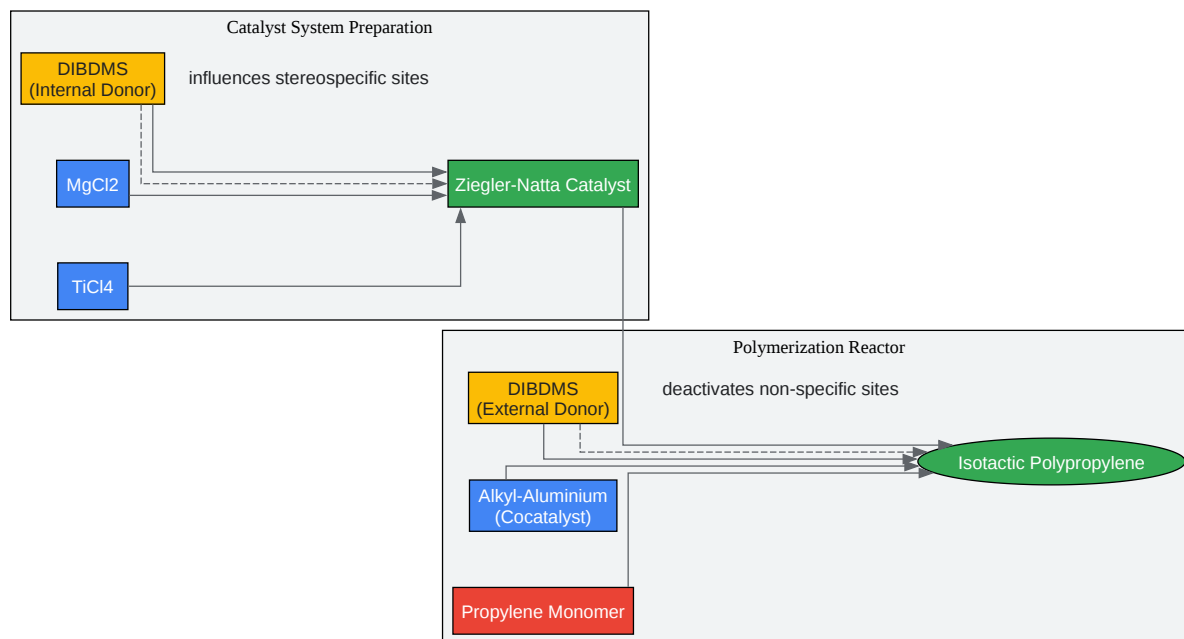 Catalyst System Preparation
DIBDMS
(Internal Donor)
influences stereospecific sites
MgCl2
Ziegler-Natta Catalyst
TiCl4
Polymerization Reactor
DIBDMS
(External Donor)
deactivates non-specific sites
Isotactic Polypropylene
Alkyl-Aluminium
(Cocatalyst)
Propylene Monomer